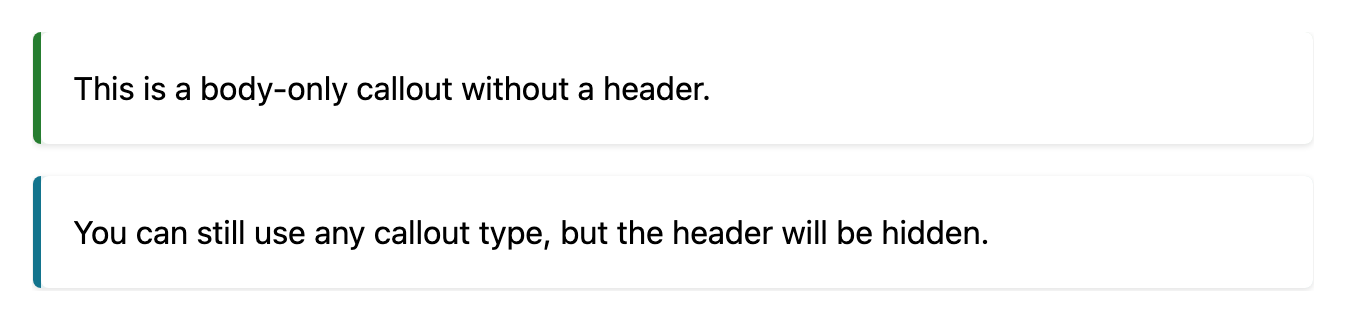 This is a body-only callout without a header.
You can still use any callout type, but the header will be hidden.